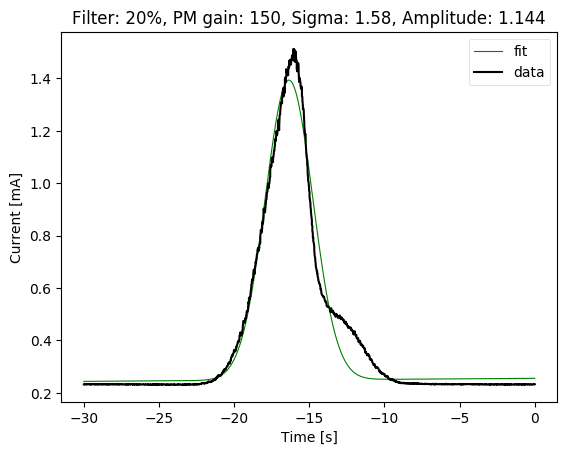 Filter: 20%, PM gain: 150, Sigma: 1.58, Amplitude: 1.144
fit
data
1.4
1.2
1.0
0.8
0.6
0.4
0.2
Current [mA]
−30
−25
−20
−15
−10
−5
0
Time [s]